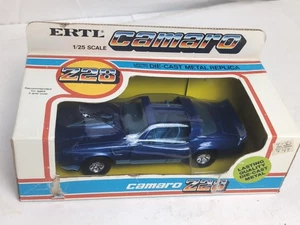 ERTL
Camaro
1/25 SCALE
DIE-CAST METAL REPLICA
Z28
camaro Z28
LASTING
QUALITY
DIE-CAST
METAL